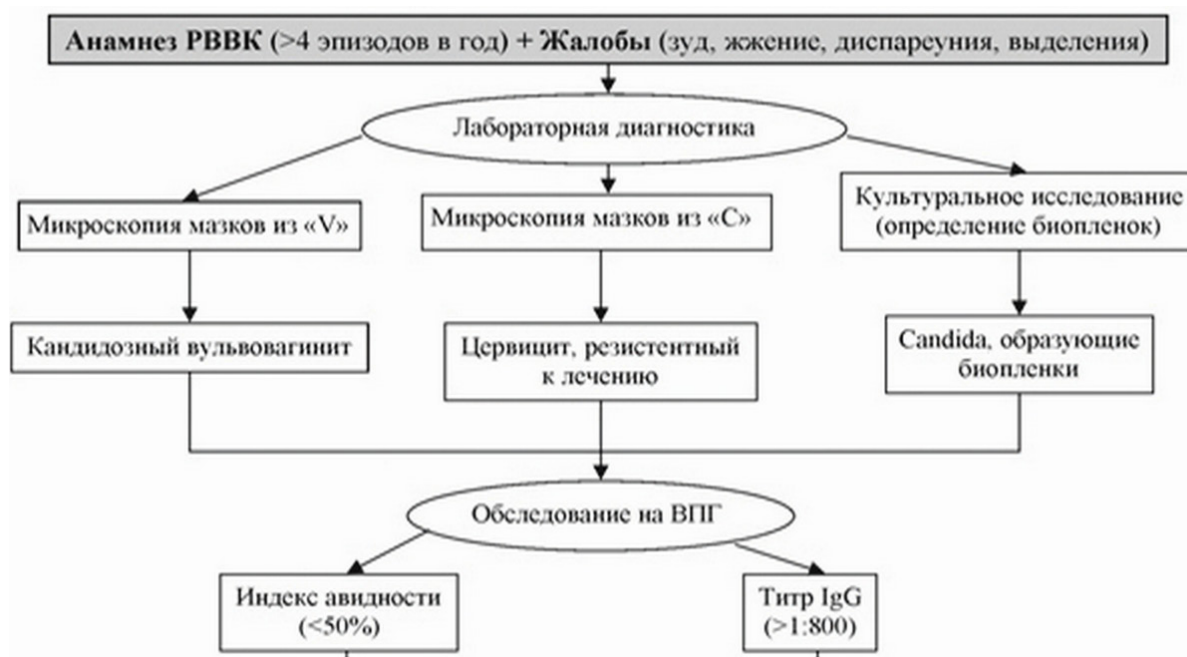 Анамнез РВВК (>4 эпизодов в год) + Жалобы (зуд, жжение, диспареуния, выделения)
Лабораторная диагностика
Микроскопия мазков из «V»
Микроскопия мазков из «С»
Культуральное исследование
(определение биопленок)
Кандидозный вульвовагинит
Цервицит, резистентный
к лечению
Candida, образующие
биопленки
Обследование на ВПГ
Индекс авидности
(<50%)
Титр IgG
(>1:800)